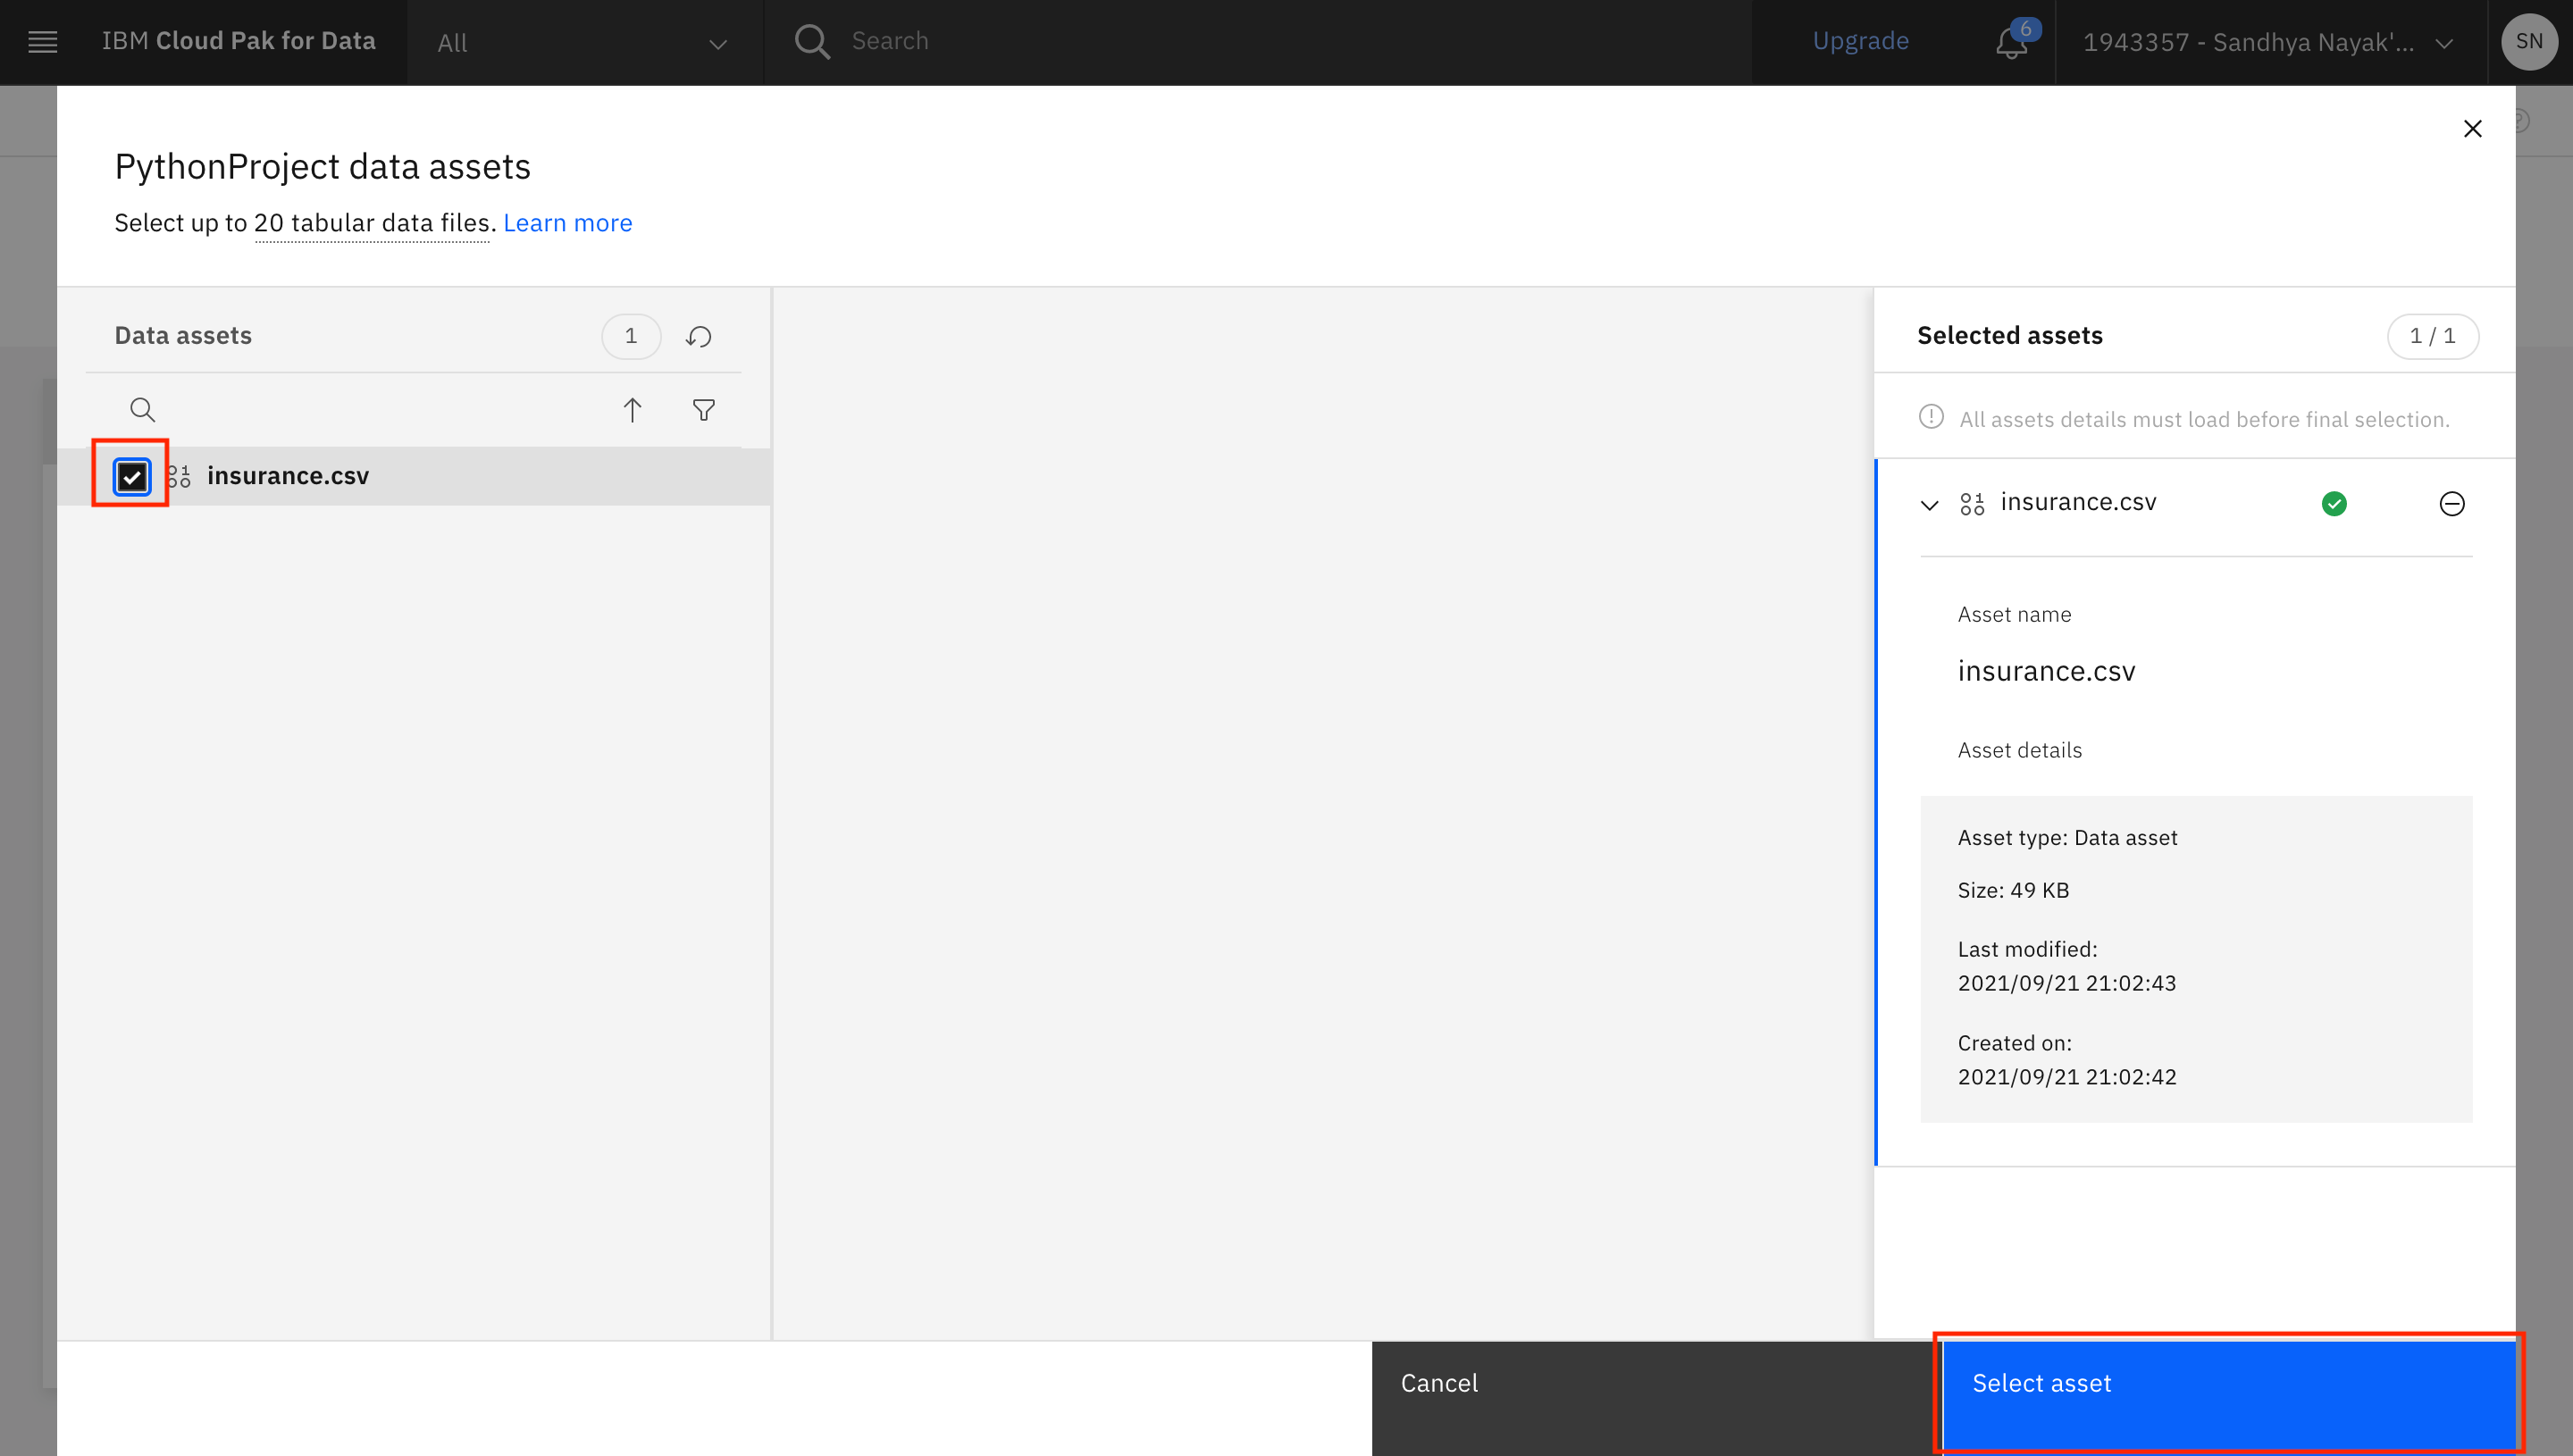 IBM Cloud Pak for Data
All
Search
Upgrade
6
1943357 - Sandhya Nayak'...
SN
PythonProject data assets
Select up to 20 tabular data files. Learn more
Data assets
1
Selected assets
1 / 1
All assets details must load before final selection.
insurance.csv
insurance.csv
Asset name
insurance.csv
Asset details
Asset type: Data asset
Size: 49 KB
Last modified:
2021/09/21 21:02:43
Created on:
2021/09/21 21:02:42
Cancel
Select asset